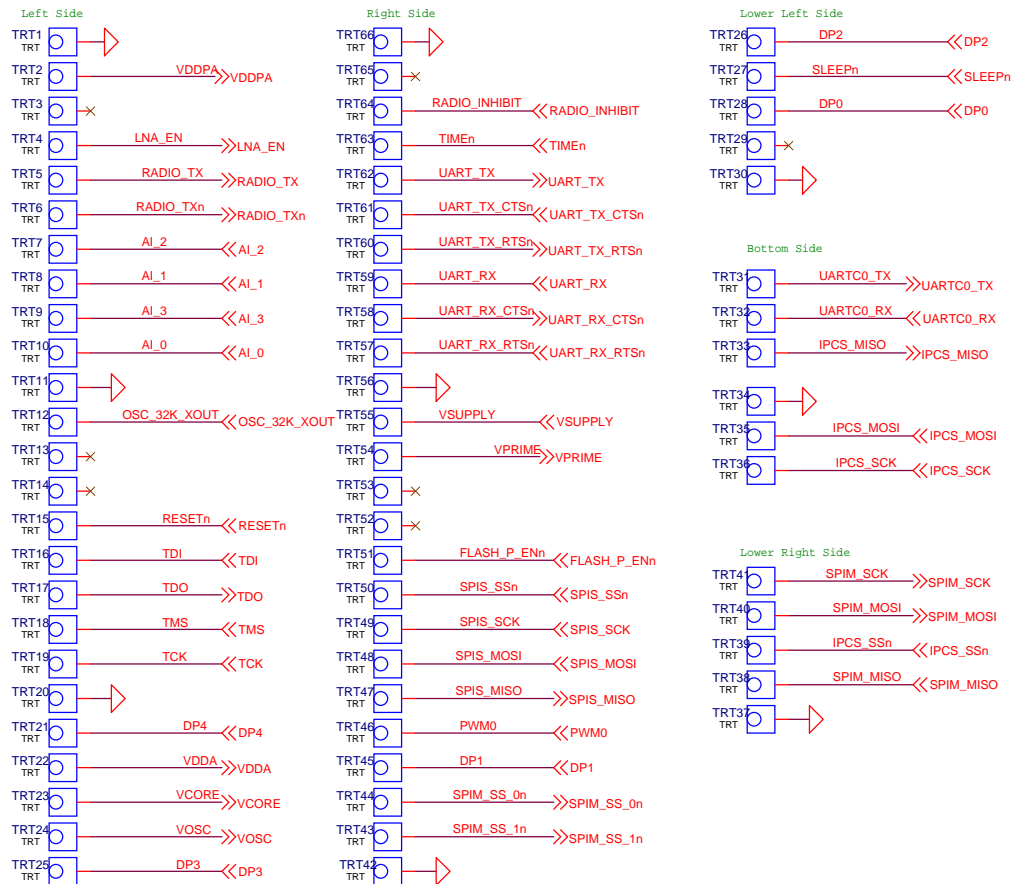 Left Side
TRT1
TRT
TRT2 VDDPA VDDPA
TRT
TRT3
TRT
TRT4 LNA_EN LNA_EN
TRT
TRT5 RADIO_TX RADIO_TX
TRT
TRT6 RADIO_TXn RADIO_TXn
TRT
TRT7 AI_2 AI_2
TRT
TRT8 AI_1 AI_1
TRT
TRT9 AI_3 AI_3
TRT
TRT10 AI_0 AI_0
TRT
TRT11
TRT
TRT12 OSC_32K_XOUT OSC_32K_XOUT
TRT
TRT13
TRT
TRT14
TRT
TRT15 RESETn RESETn
TRT
TRT16 TDI TDI
TRT
TRT17 TDO TDO
TRT
TRT18 TMS TMS
TRT
TRT19 TCK TCK
TRT
TRT20
TRT
TRT21 DP4 DP4
TRT
TRT22 VDDA VDDA
TRT
TRT23 VCORE VCORE
TRT
TRT24 VOSC VOSC
TRT
TRT25 DP3 DP3
TRT
Right Side
TRT66
TRT
TRT65
TRT
TRT64 RADIO_INHIBIT RADIO_INHIBIT
TRT
TRT63 TIMEn TIMEn
TRT
TRT62 UART_TX UART_TX
TRT
TRT61 UART_TX_CTSn UART_TX_CTSn
TRT
TRT60 UART_TX_RTSn UART_TX_RTSn
TRT
TRT59 UART_RX UART_RX
TRT
TRT58 UART_RX_CTSn UART_RX_CTSn
TRT
TRT57 UART_RX_RTSn UART_RX_RTSn
TRT
TRT56
TRT
TRT55 VSUPPLY VSUPPLY
TRT
TRT54 VPRIME VPRIME
TRT
TRT53
TRT
TRT52
TRT
TRT51 FLASH_P_ENn FLASH_P_ENn
TRT
TRT50 SPIS_SSn SPIS_SSn
TRT
TRT49 SPIS_SCK SPIS_SCK
TRT
TRT48 SPIS_MOSI SPIS_MOSI
TRT
TRT47 SPIS_MISO SPIS_MISO
TRT
TRT46 PWM0 PWM0
TRT
TRT45 DP1 DP1
TRT
TRT44 SPIM_SS_0n SPIM_SS_0n
TRT
TRT43 SPIM_SS_1n SPIM_SS_1n
TRT
TRT42
TRT
Lower Left Side
TRT26 DP2 DP2
TRT
TRT27 SLEEPn SLEEPn
TRT
TRT28 DP0 DP0
TRT
TRT29
TRT
TRT30
TRT
Bottom Side
TRT31 UARTC0_TX UARTC0_TX
TRT
TRT32 UARTC0_RX UARTC0_RX
TRT
TRT33 IPCS_MISO IPCS_MISO
TRT
TRT34
TRT
TRT35 IPCS_MOSI IPCS_MOSI
TRT
TRT36 IPCS_SCK IPCS_SCK
TRT
Lower Right Side
TRT41 SPIM_SCK SPIM_SCK
TRT
TRT40 SPIM_MOSI SPIM_MOSI
TRT
TRT39 IPCS_SSn IPCS_SSn
TRT
TRT38 SPIM_MISO SPIM_MISO
TRT
TRT37
TRT